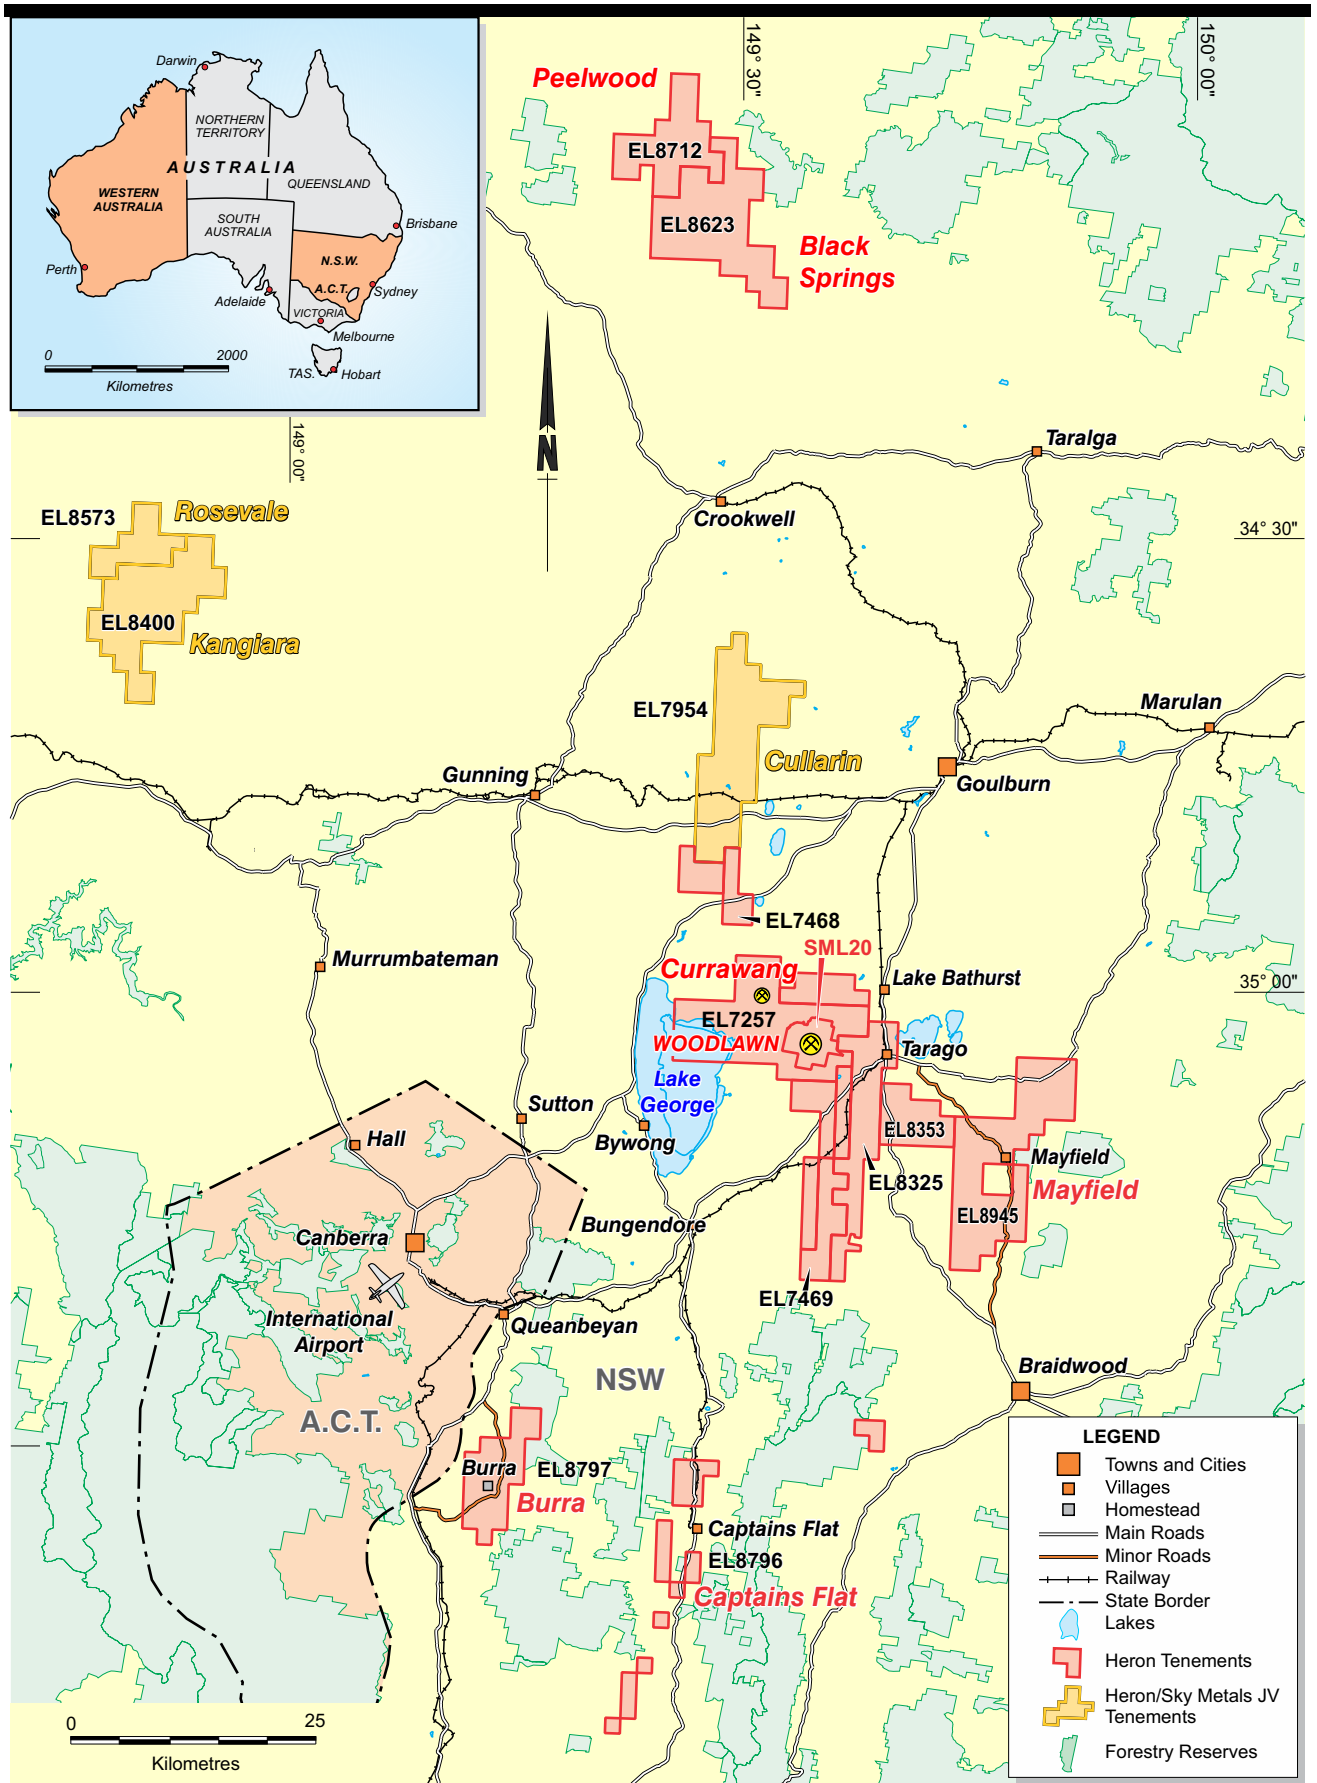 Darwin
NORTHERN
TERRITORY
AUSTRALIA
QUEENSLAND
WESTERN
AUSTRALIA
SOUTH
AUSTRALIA
Brisbane
N.S.W.
Perth
A.C.T.
Adelaide
Sydney
VICTORIA
Melbourne
TAS.
Hobart
0 2000
Kilometres
149° 30"
150° 00"
149° 00"
34° 30"
35° 00"
Peelwood
EL8712
EL8623
Black
Springs
N
Taralga
Crookwell
EL8573
Rosevale
EL8400
Kangiara
EL7954
Cullarin
Marulan
Gunning
Goulburn
EL7468
SML20
Murrumbateman
Currawang
Lake Bathurst
EL7257
WOODLAWN
Tarago
Lake
George
Sutton
Hall
Bywong
EL8353
Mayfield
EL8325
Mayfield
EL8945
Bungendore
Canberra
EL7469
International
Airport
Queanbeyan
NSW
Braidwood
A.C.T.
Burra
EL8797
Burra
Captains Flat
EL8796
Captains Flat
LEGEND
Towns and Cities
Villages
Homestead
Main Roads
Minor Roads
Railway
State Border
Lakes
Heron Tenements
Heron/Sky Metals JV
Tenements
Forestry Reserves
0 25
Kilometres